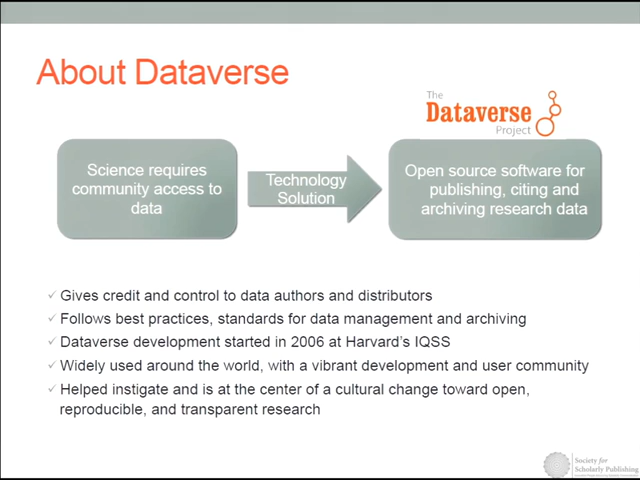 About Dataverse
The
Dataverse
Project
Science requires
community access to
data
Technology
Solution
Open source software for
publishing, citing and
archiving research data
✓ Gives credit and control to data authors and distributors
✓ Follows best practices, standards for data management and archiving
✓ Dataverse development started in 2006 at Harvard's IQSS
✓ Widely used around the world, with a vibrant development and user community
✓ Helped instigate and is at the center of a cultural change toward open,
reproducible, and transparent research
Society for
Scholarly Publishing